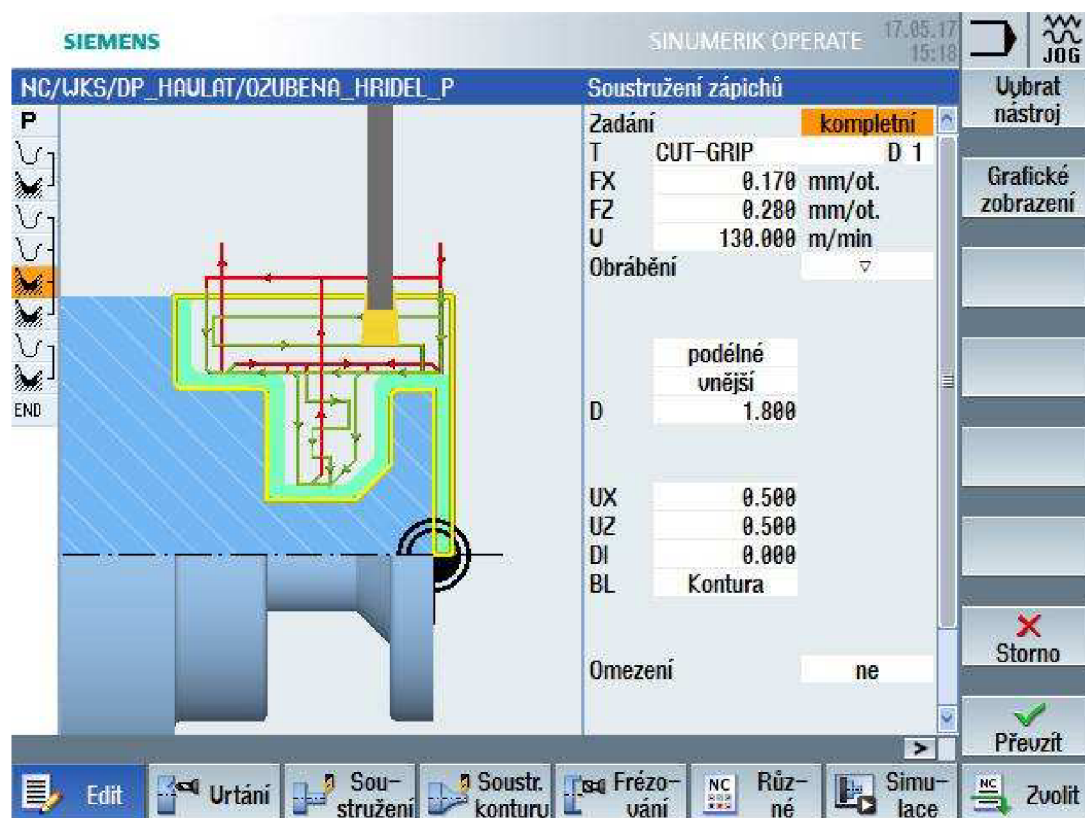 SIEMENS
SINUMERIK OPERATE
17.05.17
15:18
JOG
NC/WKS/DP_HAVLAT/OZUBENA_HRIDEL_P
Soustružení zápichů
Vybrat
nástroj
P
Zadání kompletní
T CUT-GRIP D 1
FX 0.170 mm/ot.
FZ 0.280 mm/ot.
V 130.000 m/min
Obrábění ▽
Grafické
zobrazení
podélné
vnější
D 1.800
END
UX 0.500
UZ 0.500
DI 0.000
BL Kontura
Omezení ne
Storno
Převzít
>
Edit
Vrtání
Sou-
stružení
Soustr.
konturu
Frézo-
vání
NC
Růz-
né
Simu-
lace
NC
Zvolit